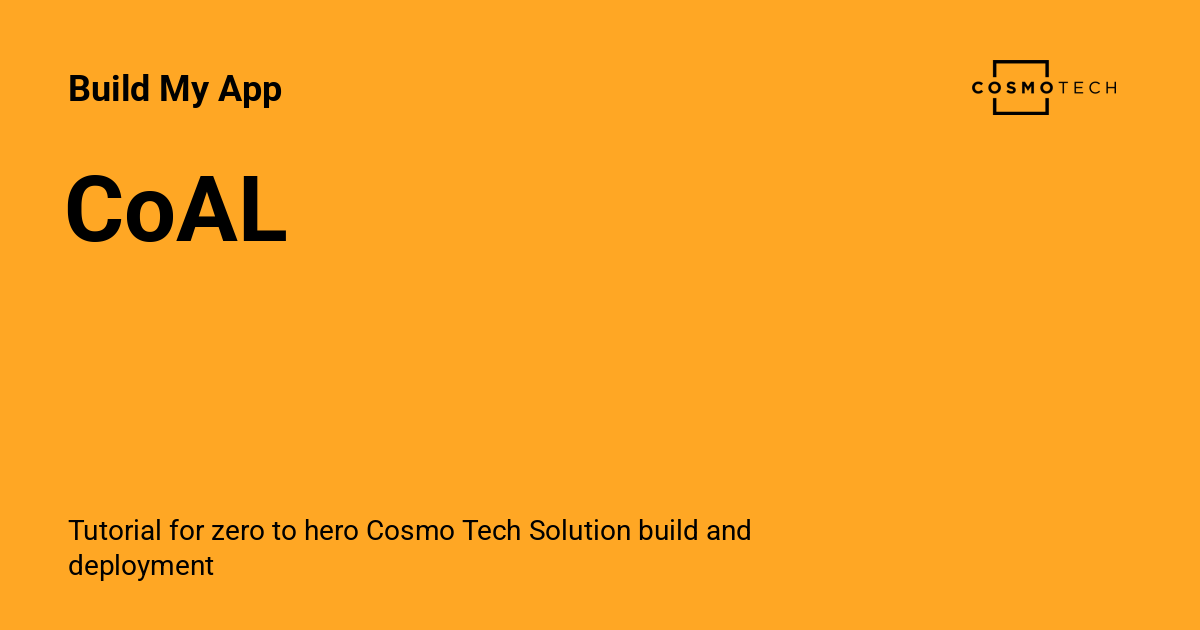 Build My App
COSMOTECH
CoAL
Tutorial for zero to hero Cosmo Tech Solution build and
deployment